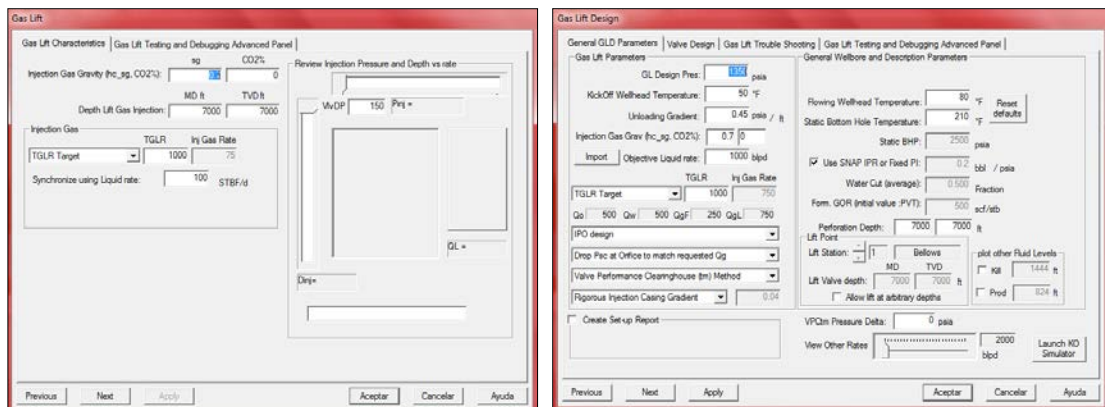 Gas Lift
Gas Lift Characteristics
Gas Lift Testing and Debugging Advanced Panel
sg CO2%
Injection Gas Gravity (hc_sg, CO2%): 0
MD ft TVD ft
Depth Lift Gas Injection: 7000 7000
Injection Gas
TGLR Inj Gas Rate
TGLR Target 1000 75
Synchronize using Liquid rate: 100 STBF/d
Review Injection Pressure and Depth vs rate
VlvDP 150 Pinj =
QL =
Dinj=
Previous Next Apply Aceptar Cancelar Ayuda
Gas Lift Design
General GLD Parameters
Valve Design
Gas Lift Trouble Shooting
Gas Lift Testing and Debugging Advanced Panel
Gas Lift Parameters
GL Design Pres: 1350 psia
KickOff Wellhead Temperature: 50 °F
Unloading Gradient: 0.45 psia / ft
Injection Gas Grav (hc_sg, CO2%): 0.7 0
Import Objective Liquid rate: 1000 blpd
TGLR Inj Gas Rate
TGLR Target 1000 750
Qo 500 Qw 500 QgF 250 QgL 750
IPO design
Drop Psc at Orifice to match requested Qg
Valve Performance Clearinghouse (tm) Method
Rigorous Injection Casing Gradient 0.04
Create Set-up Report
General Wellbore and Description Parameters
Flowing Wellhead Temperature: 80 °F
Static Bottom Hole Temperature: 210 °F
Reset defaults
Static BHP: 2500 psia
Use SNAP IPR or Fixed PI: 0.2 bbl / psia
Water Cut (average): 0.500 Fraction
Form. GOR (initial value :PVT): 500 scf/stb
Perforation Depth: 7000 7000 ft
Lift Point
Lift Station: 1 Bellows
MD TVD
Lift Valve depth: 7000 7000 ft
Allow lift at arbitrary depths
plot other Fluid Levels
Kill 1444 ft
Prod 824 ft
VPCtm Pressure Delta: 0 psia
View Other Rates 2000 blpd
Launch KO Simulator
Previous Next Apply Aceptar Cancelar Ayuda